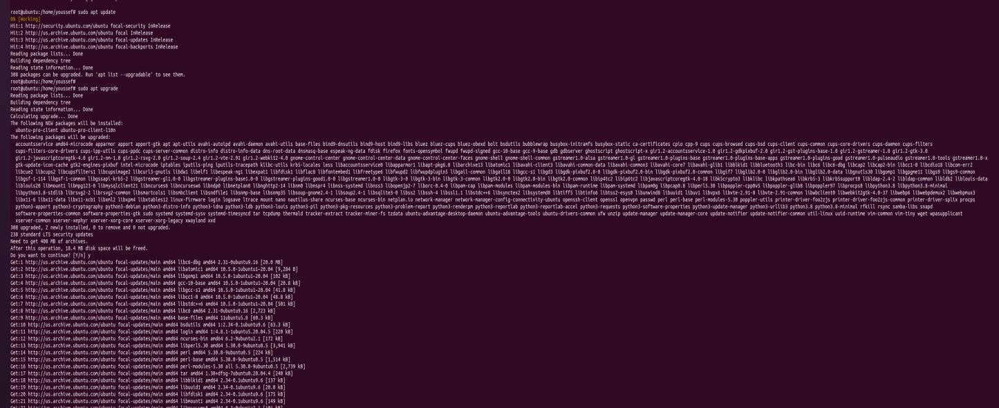 root@ubuntu:/home/youssef# sudo apt update
0% [Working]
Hit:1 http://security.ubuntu.com/ubuntu focal-security InRelease
Hit:2 http://us.archive.ubuntu.com/ubuntu focal InRelease
Hit:3 http://us.archive.ubuntu.com/ubuntu focal-updates InRelease
Hit:4 http://us.archive.ubuntu.com/ubuntu focal-backports InRelease
Reading package lists... Done
Building dependency tree
Reading state information... Done
308 packages can be upgraded. Run 'apt list --upgradable' to see them.
root@ubuntu:/home/youssef#
root@ubuntu:/home/youssef# sudo apt upgrade
Reading package lists... Done
Building dependency tree
Reading state information... Done
Calculating upgrade... Done
The following NEW packages will be installed:
ubuntu-pro-client ubuntu-pro-client-l10n
The following packages will be upgraded:
accountsservice amd64-microcode apparmor apport apport-gtk apt apt-utils avahi-autoipd avahi-daemon avahi-utils base-files bind9-dnsutils bind9-host bind9-libs bluez bluez-cups bluez-obexd bolt bsdutils bubblewrap busybox-initramfs busybox-static ca-certificates cpio cpp-9 cups cups-browsed cups-bsd cups-client cups-common cups-core-drivers cups-daemon cups-filters
cups-filters-core-drivers cups-ipp-utils cups-ppdc cups-server-common distro-info distro-info-data dns-root-data dnsmasq-base espeak-ng-data fdisk firefox fonts-opensymbol fwupd fwupd-signed gcc-10-base gcc-9-base gdb gdbserver ghostscript ghostscript-x gir1.2-accountsservice-1.0 gir1.2-gdkpixbuf-2.0 gir1.2-gst-plugins-base-1.0 gir1.2-gstreamer-1.0 gir1.2-gtk-3.0
gir1.2-javascriptcoregtk-4.0 gir1.2-nm-1.0 gir1.2-rsvg-2.0 gir1.2-soup-2.4 gir1.2-vte-2.91 gir1.2-webkit2-4.0 gnome-control-center gnome-control-center-data gnome-control-center-faces gnome-shell gnome-shell-common gstreamer1.0-alsa gstreamer1.0-gl gstreamer1.0-plugins-base gstreamer1.0-plugins-base-apps gstreamer1.0-plugins-good gstreamer1.0-pulseaudio gstreamer1.0-tools gstreamer1.0-x
gtk-update-icon-cache gtk2-engines-pixbuf intel-microcode iptables iputils-ping iputils-tracepath klibc-utils krb5-locales less libaccountsservice0 libapparmor1 libapt-pkg6.0 libarchive13 libatomic1 libavahi-client3 libavahi-common-data libavahi-common3 libavahi-core7 libavahi-glib1 libblkid1 libbluetooth3 libc-bin libc6 libc6-dbg libcap2 libcap2-bin libcc1-0 libcdio18 libcom-err2
libcue2 libcups2 libcupsfilters1 libcupsimage2 libcurl3-gnutls libdw1 libelf1 libespeak-ng1 libexpat1 libfdisk1 libflac8 libfontembed1 libfreetype6 libfwupd2 libfwupdplugin5 libgail-common libgail18 libgcc-s1 libgd3 libgdk-pixbuf2.0-0 libgdk-pixbuf2.0-bin libgdk-pixbuf2.0-common libgif7 libglib2.0-0 libglib2.0-bin libglib2.0-data libgnutls30 libgomp1 libgs9 libgs9-common
libgsf-1-114 libgsf-1-common libgssapi-krb5-2 libgstreamer-gl1.0-0 libgstreamer-plugins-base1.0-0 libgstreamer-plugins-good1.0-0 libgstreamer1.0-0 libgtk-3-0 libgtk-3-bin libgtk-3-common libgtk2.0-0 libgtk2.0-bin libgtk2.0-common libip4tc2 libip6tc2 libjavascriptcoregtk-4.0-18 libk5crypto3 libklibc libkpathsea6 libkrb5-3 libkrb5support0 libldap-2.4-2 libldap-common libldb2 liblouis-data
liblouis20 libmount1 libmpg123-0 libmysqlclient21 libncurses6 libncursesw6 libndp0 libnetplan0 libnghttp2-14 libnm0 libnspr4 libnss-systemd libnss3 libopenjp2-7 liborc-0.4-0 libpam-cap libpam-modules libpam-modules-bin libpam-runtime libpam-systemd libpam0g libpcap0.8 libperl5.30 libpoppler-cpp0v5 libpoppler-glib8 libpoppler97 libprocps8 libpython3.8 libpython3.8-minimal
libpython3.8-stdlib librsvg2-2 librsvg2-common libsmartcols1 libsmbclient libsndfile1 libsnmp-base libsnmp35 libsoup-gnome2.4-1 libsoup2.4-1 libsqlite3-0 libss2 libssh-4 libssl1.1 libstdc++6 libsynctex2 libsystemd0 libtiff5 libtinfo6 libtss2-esys0 libudev1 libunwind8 libuuid1 libuv1 libvpx6 libvte-2.91-0 libvte-2.91-common libwbclient0 libwebkit2gtk-4.0-37 libwebp6 libwebpdemux2 libwebpmux3
libx11-6 libx11-data libx11-xcb1 libxml2 libxpm4 libxtables12 linux-firmware login logsave ltrace mount nano nautilus-share ncurses-base ncurses-bin netplan.io network-manager network-manager-config-connectivity-ubuntu openssh-client openssl openvpn passwd perl perl-base perl-modules-5.30 poppler-utils printer-driver-foo2zjs printer-driver-foo2zjs-common printer-driver-splix procps
python3-apport python3-cryptography python3-debian python3-distro-info python3-idna python3-ldb python3-louis python3-pil python3-pkg-resources python3-problem-report python3-renderpm python3-reportlab python3-reportlab-accel python3-requests python3-software-properties python3-update-manager python3-urllib3 python3.8 python3.8-minimal rfkill rsync samba-libs snapd
software-properties-common software-properties-gtk sudo systemd systemd-sysv systemd-timesyncd tar tcpdump thermald tracker-extract tracker-miner-fs tzdata ubuntu-advantage-desktop-daemon ubuntu-advantage-tools ubuntu-drivers-common ufw unzip update-manager update-manager-core update-notifier update-notifier-common util-linux uuid-runtime vim-common vim-tiny wget wpasupplicant
xserver-common xserver-xephyr xserver-xorg-core xserver-xorg-legacy xwayland xxd
308 upgraded, 2 newly installed, 0 to remove and 0 not upgraded.
238 standard LTS security updates
Need to get 400 MB of archives.
After this operation, 18.4 MB disk space will be freed.
Do you want to continue? [Y/n] y
Get:1 http://us.archive.ubuntu.com/ubuntu focal-updates/main amd64 libc6-dbg amd64 2.31-0ubuntu9.16 [20.0 MB]
Get:2 http://us.archive.ubuntu.com/ubuntu focal-updates/main amd64 libatomic1 amd64 10.5.0-1ubuntu1~20.04 [9,284 B]
Get:3 http://us.archive.ubuntu.com/ubuntu focal-updates/main amd64 libgomp1 amd64 10.5.0-1ubuntu1~20.04 [102 kB]
Get:4 http://us.archive.ubuntu.com/ubuntu focal-updates/main amd64 gcc-10-base amd64 10.5.0-1ubuntu1~20.04 [20.8 kB]
Get:5 http://us.archive.ubuntu.com/ubuntu focal-updates/main amd64 libgcc-s1 amd64 10.5.0-1ubuntu1~20.04 [41.8 kB]
Get:6 http://us.archive.ubuntu.com/ubuntu focal-updates/main amd64 libcc1-0 amd64 10.5.0-1ubuntu1~20.04 [48.8 kB]
Get:7 http://us.archive.ubuntu.com/ubuntu focal-updates/main amd64 libstdc++6 amd64 10.5.0-1ubuntu1~20.04 [501 kB]
Get:8 http://us.archive.ubuntu.com/ubuntu focal-updates/main amd64 libc6 amd64 2.31-0ubuntu9.16 [2,723 kB]
Get:9 http://us.archive.ubuntu.com/ubuntu focal-updates/main amd64 base-files amd64 11ubuntu5.8 [60.3 kB]
Get:10 http://us.archive.ubuntu.com/ubuntu focal-updates/main amd64 bsdutils amd64 1:2.34-0.1ubuntu9.6 [63.3 kB]
Get:11 http://us.archive.ubuntu.com/ubuntu focal-updates/main amd64 login amd64 1:4.8.1-1ubuntu5.20.04.5 [220 kB]
Get:12 http://us.archive.ubuntu.com/ubuntu focal-updates/main amd64 ncurses-bin amd64 6.2-0ubuntu2.1 [172 kB]
Get:13 http://us.archive.ubuntu.com/ubuntu focal-updates/main amd64 libperl5.30 amd64 5.30.0-9ubuntu0.5 [3,941 kB]
Get:14 http://us.archive.ubuntu.com/ubuntu focal-updates/main amd64 perl amd64 5.30.0-9ubuntu0.5 [224 kB]
Get:15 http://us.archive.ubuntu.com/ubuntu focal-updates/main amd64 perl-base amd64 5.30.0-9ubuntu0.5 [1,514 kB]
Get:16 http://us.archive.ubuntu.com/ubuntu focal-updates/main amd64 perl-modules-5.30 all 5.30.0-9ubuntu0.5 [2,739 kB]
Get:17 http://us.archive.ubuntu.com/ubuntu focal-updates/main amd64 tar amd64 1.30+dfsg-7ubuntu0.20.04.4 [240 kB]
Get:18 http://us.archive.ubuntu.com/ubuntu focal-updates/main amd64 libblkid1 amd64 2.34-0.1ubuntu9.6 [137 kB]
Get:19 http://us.archive.ubuntu.com/ubuntu focal-updates/main amd64 libuuid1 amd64 2.34-0.1ubuntu9.6 [20.0 kB]
Get:20 http://us.archive.ubuntu.com/ubuntu focal-updates/main amd64 libfdisk1 amd64 2.34-0.1ubuntu9.6 [175 kB]
Get:21 http://us.archive.ubuntu.com/ubuntu focal-updates/main amd64 libmount1 amd64 2.34-0.1ubuntu9.6 [149 kB]